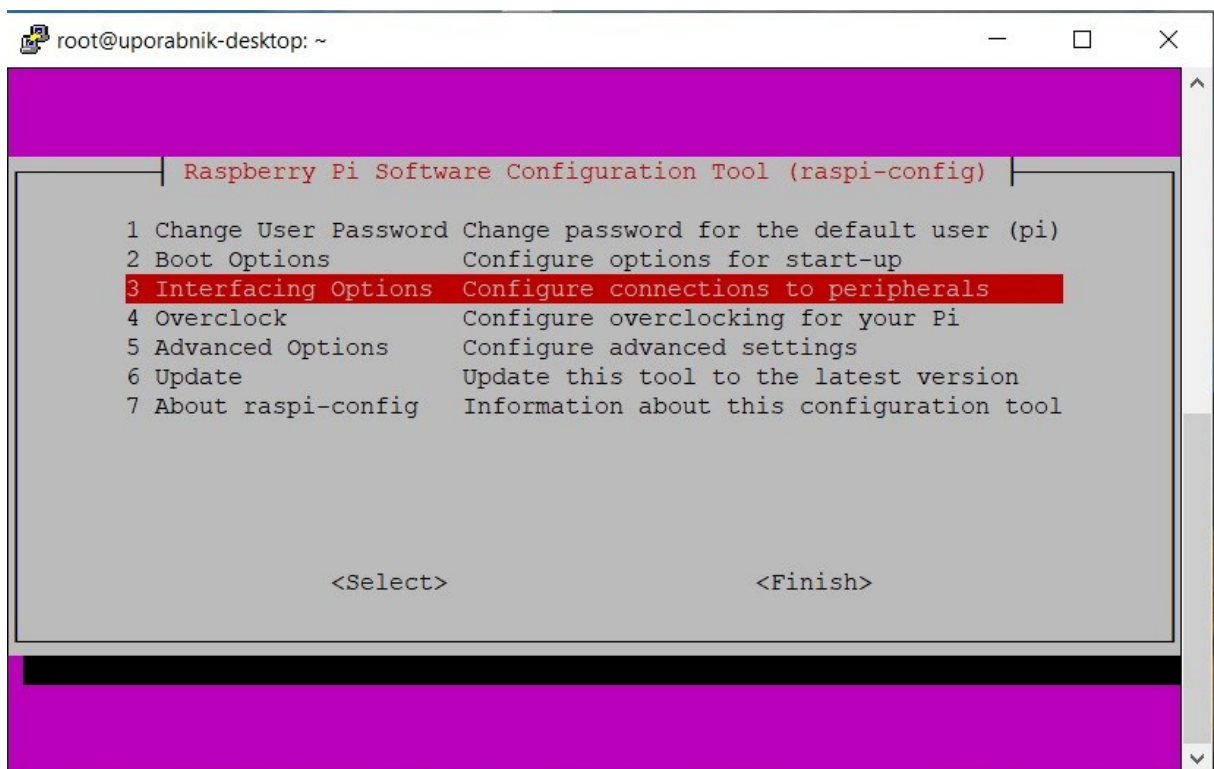 root@uporabnik-desktop: ~
Raspberry Pi Software Configuration Tool (raspi-config)
1 Change User Password Change password for the default user (pi)
2 Boot Options Configure options for start-up
3 Interfacing Options Configure connections to peripherals
4 Overclock Configure overclocking for your Pi
5 Advanced Options Configure advanced settings
6 Update Update this tool to the latest version
7 About raspi-config Information about this configuration tool
<Select> <Finish>